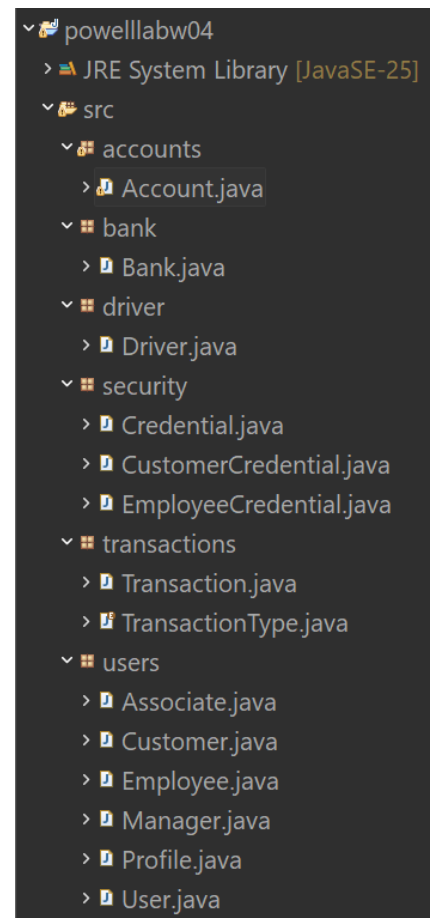 powelllabw04
JRE System Library [JavaSE-25]
src
accounts
Account.java
bank
Bank.java
driver
Driver.java
security
Credential.java
CustomerCredential.java
EmployeeCredential.java
transactions
Transaction.java
TransactionType.java
users
Associate.java
Customer.java
Employee.java
Manager.java
Profile.java
User.java